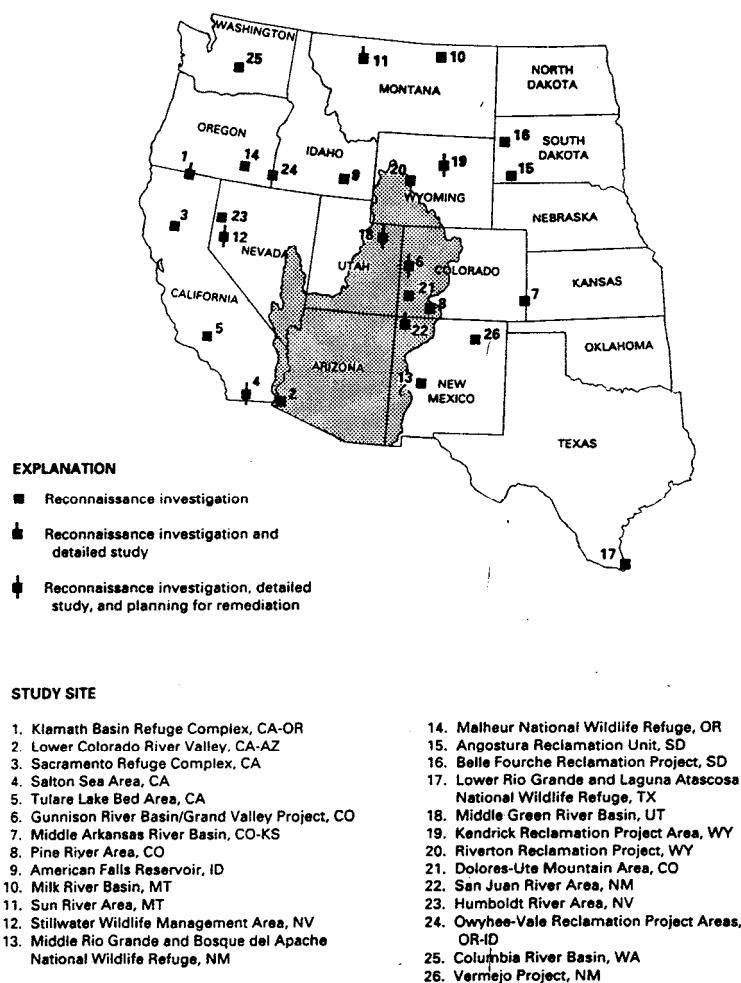 WASHINGTON
25
11
10
MONTANA
NORTH
DAKOTA
OREGON
16
SOUTH
DAKOTA
1
14
24
IDAHO
9
20
19
15
WYOMING
3
23
12
NEVADA
18
UTAH
NEBRASKA
6
COLORADO
CALIFORNIA
21
8
7
KANSAS
5
22
26
OKLAHOMA
ARIZONA
13
NEW
MEXICO
4
2
TEXAS
17
EXPLANATION
Reconnaissance investigation
Reconnaissance investigation and
detailed study
Reconnaissance investigation, detailed
study, and planning for remediation
STUDY SITE
1. Klamath Basin Refuge Complex, CA-OR
2. Lower Colorado River Valley, CA-AZ
3. Sacramento Refuge Complex, CA
4. Salton Sea Area, CA
5. Tulare Lake Bed Area, CA
6. Gunnison River Basin/Grand Valley Project, CO
7. Middle Arkansas River Basin, CO-KS
8. Pine River Area, CO
9. American Falls Reservoir, ID
10. Milk River Basin, MT
11. Sun River Area, MT
12. Stillwater Wildlife Management Area, NV
13. Middle Rio Grande and Bosque del Apache
National Wildlife Refuge, NM
14. Malheur National Wildlife Refuge, OR
15. Angostura Reclamation Unit, SD
16. Belle Fourche Reclamation Project, SD
17. Lower Rio Grande and Laguna Atascosa
National Wildlife Refuge, TX
18. Middle Green River Basin, UT
19. Kendrick Reclamation Project Area, WY
20. Riverton Reclamation Project, WY
21. Dolores-Ute Mountain Area, CO
22. San Juan River Area, NM
23. Humboldt River Area, NV
24. Owyhee-Vale Reclamation Project Areas,
OR-ID
25. Columbia River Basin, WA
26. Vermejo Project, NM